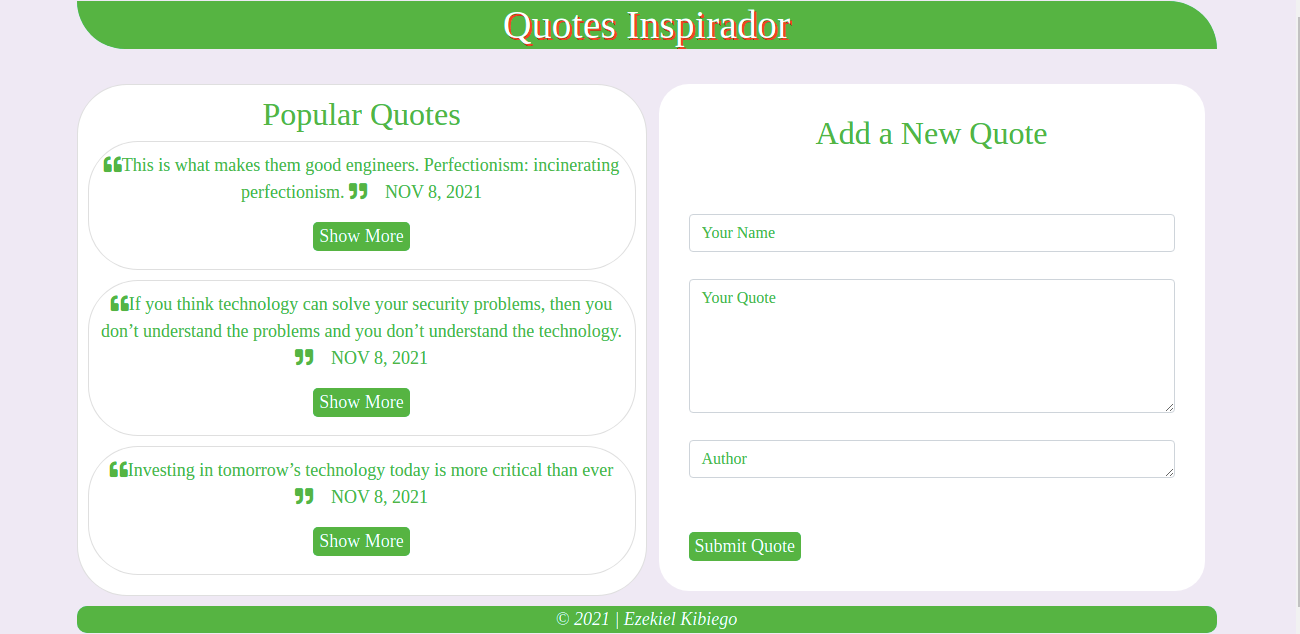 Quotes Inspirador
Popular Quotes
❝This is what makes them good engineers. Perfectionism: incinerating
perfectionism. ❞ NOV 8, 2021
Show More
❝If you think technology can solve your security problems, then you
don’t understand the problems and you don’t understand the technology.
❞ NOV 8, 2021
Show More
❝Investing in tomorrow’s technology today is more critical than ever
❞ NOV 8, 2021
Show More
Add a New Quote
Your Name
Your Quote
Author
Submit Quote
© 2021 | Ezekiel Kibiego